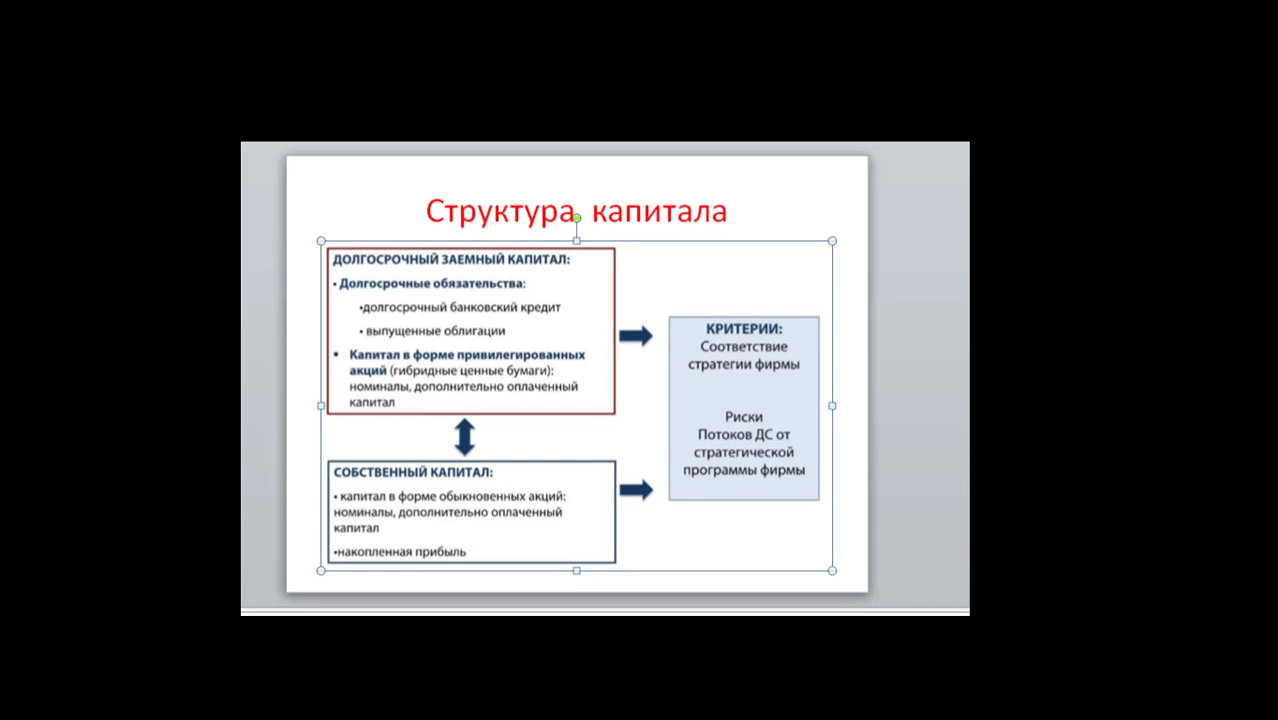 Структура капитала
ДОЛГОСРОЧНЫЙ ЗАЕМНЫЙ КАПИТАЛ:
• Долгосрочные обязательства:
•долгосрочный банковский кредит
• выпущенные облигации
▪ Капитал в форме привилегированных
акций (гибридные ценные бумаги):
номиналы, дополнительно оплаченный
капитал
СОБСТВЕННЫЙ КАПИТАЛ:
• капитал в форме обыкновенных акций:
номиналы, дополнительно оплаченный
капитал
•накопленная прибыль
КРИТЕРИИ:
Соответствие
стратегии фирмы
Риски
Потоков ДС от
стратегической
программы фирмы